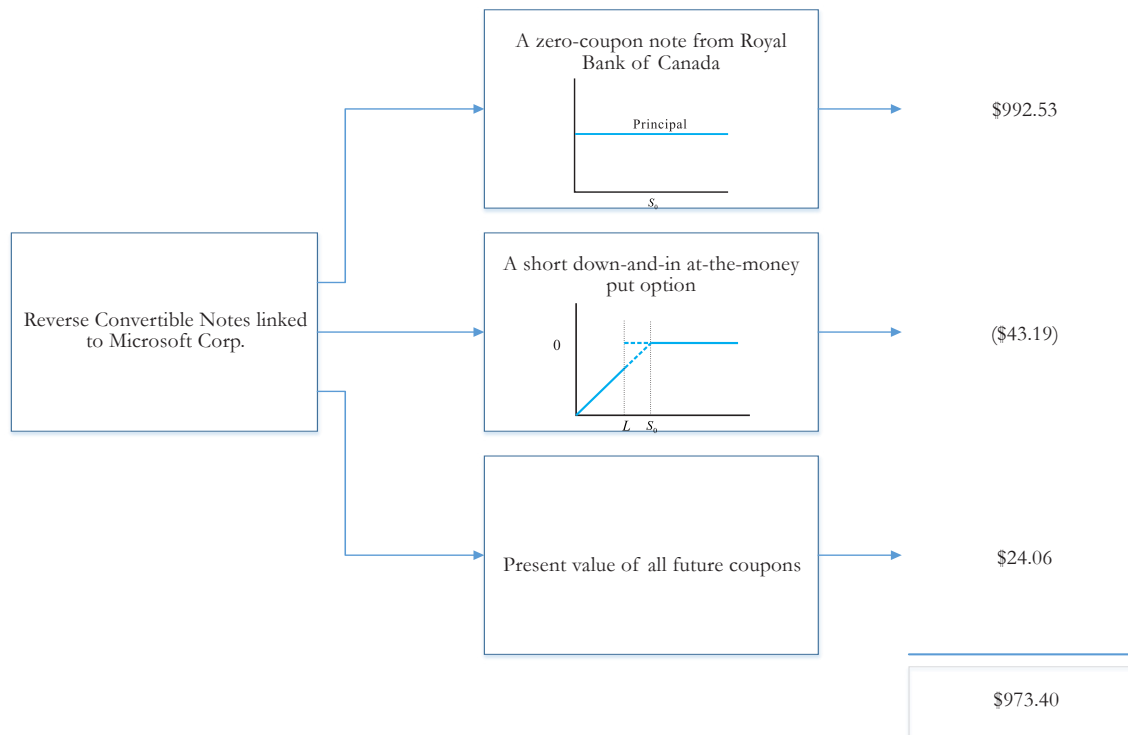 A zero-coupon note from Royal
Bank of Canada
Principal
S₀
$992.53
Reverse Convertible Notes linked
to Microsoft Corp.
A short down-and-in at-the-money
put option
0
L S₀
($43.19)
Present value of all future coupons
$24.06
$973.40